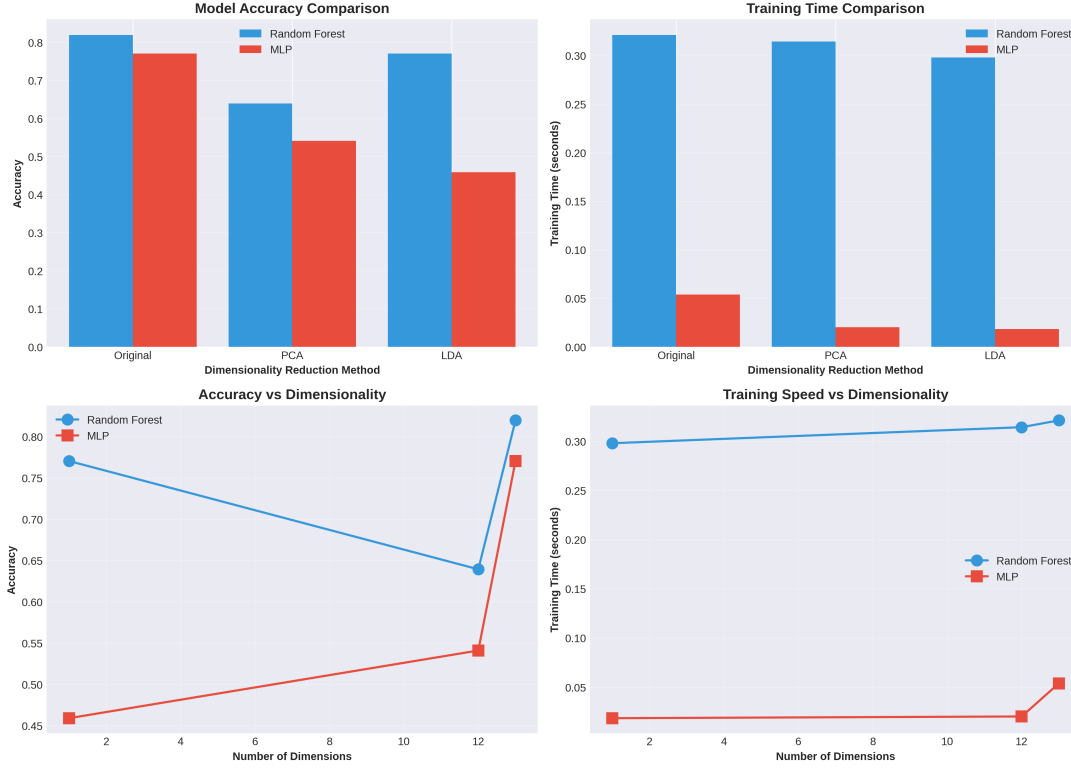 Model Accuracy Comparison
Accuracy
0.8
0.7
0.6
0.5
0.4
0.3
0.2
0.1
0.0
Random Forest
MLP
Original
PCA
LDA
Dimensionality Reduction Method
Training Time Comparison
Training Time (seconds)
0.30
0.25
0.20
0.15
0.10
0.05
0.00
Random Forest
MLP
Original
PCA
LDA
Dimensionality Reduction Method
Accuracy vs Dimensionality
Accuracy
0.80
0.75
0.70
0.65
0.60
0.55
0.50
0.45
Random Forest
MLP
2
4
6
8
10
12
Number of Dimensions
Training Speed vs Dimensionality
Training Time (seconds)
0.30
0.25
0.20
0.15
0.10
0.05
Random Forest
MLP
2
4
6
8
10
12
Number of Dimensions